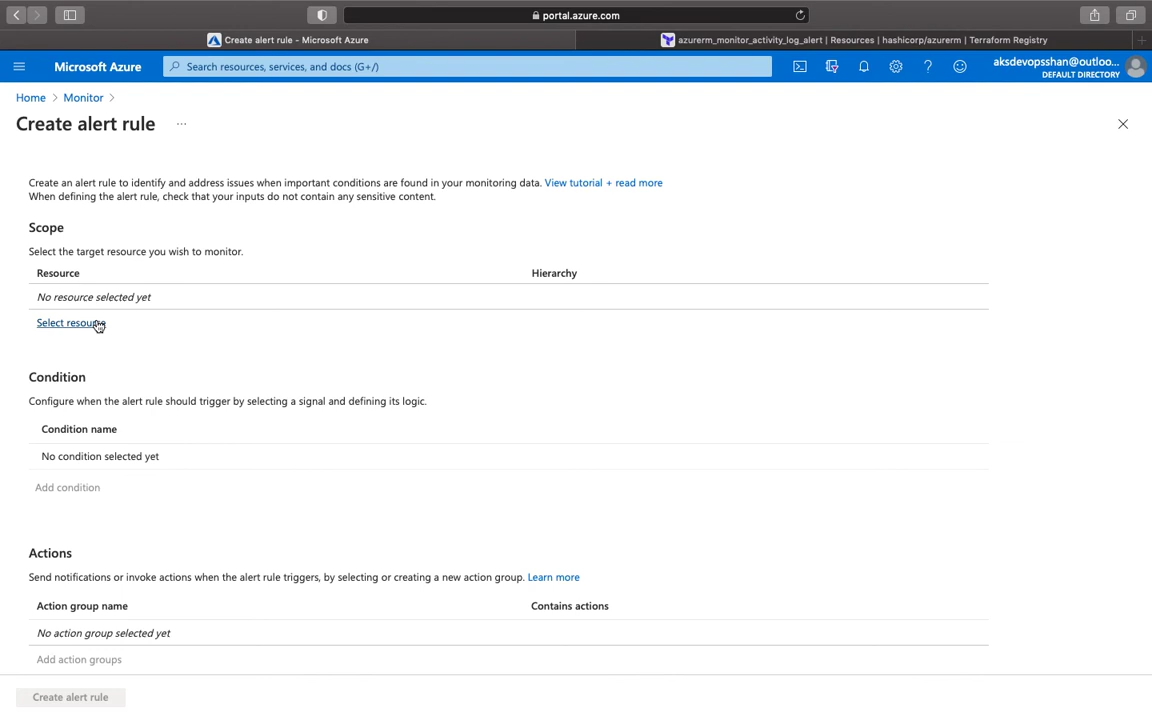 portal.azure.com
Create alert rule - Microsoft Azure
azurerm_monitor_activity_log_alert | Resources | hashicorp/azurerm | Terraform Registry
Microsoft Azure
Search resources, services, and docs (G+/)
aksdevopsshan@outloo...
DEFAULT DIRECTORY
Home > Monitor >
Create alert rule ...
Create an alert rule to identify and address issues when important conditions are found in your monitoring data. View tutorial + read more
When defining the alert rule, check that your inputs do not contain any sensitive content.
Scope
Select the target resource you wish to monitor.
Resource Hierarchy
No resource selected yet
Select resource
Condition
Configure when the alert rule should trigger by selecting a signal and defining its logic.
Condition name
No condition selected yet
Add condition
Actions
Send notifications or invoke actions when the alert rule triggers, by selecting or creating a new action group. Learn more
Action group name Contains actions
No action group selected yet
Add action groups
Create alert rule